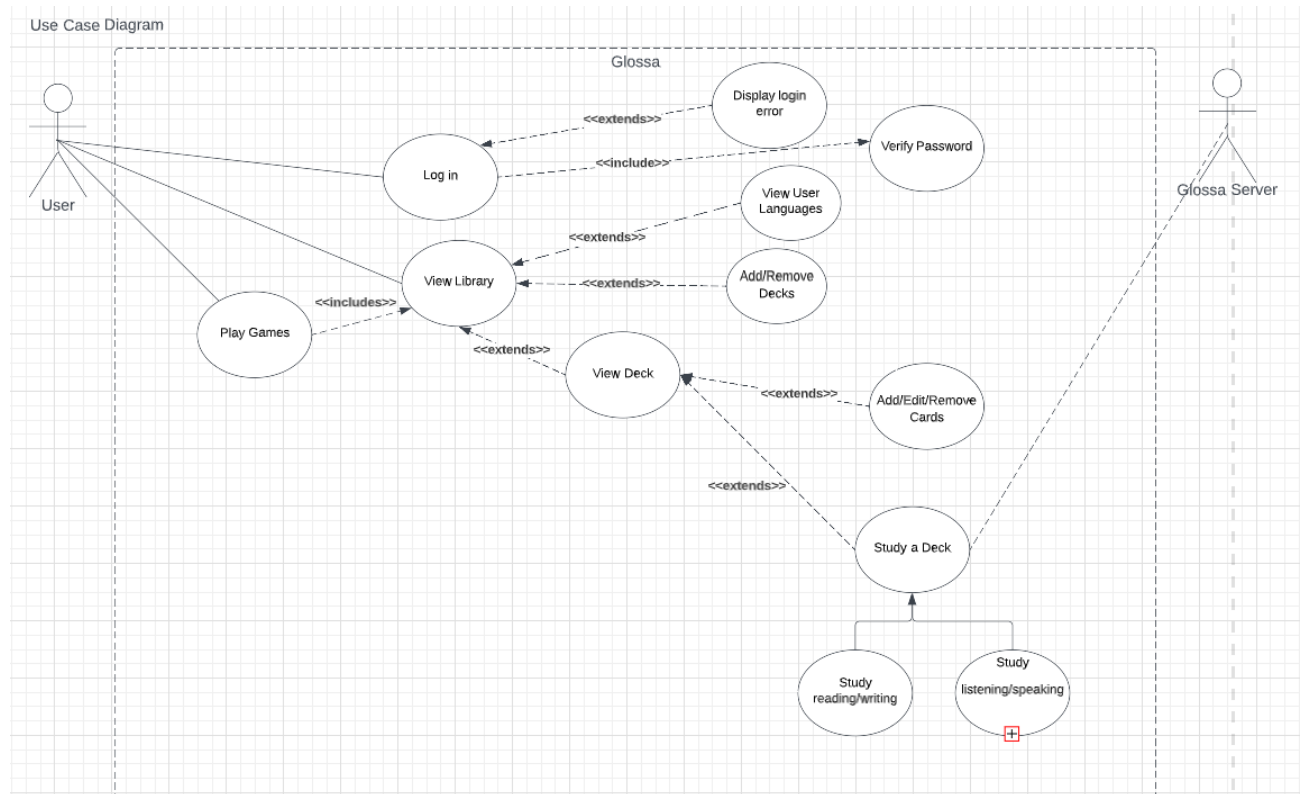 Use Case Diagram
Glossa
User
Glossa Server
Display login
error
<<extends>>
Verify Password
<<include>>
Log in
View User
Languages
<<extends>>
Add/Remove
Decks
<<extends>>
View Library
<<includes>>
Play Games
<<extends>>
View Deck
<<extends>>
Add/Edit/Remove
Cards
<<extends>>
Study a Deck
Study
reading/writing
Study
listening/speaking